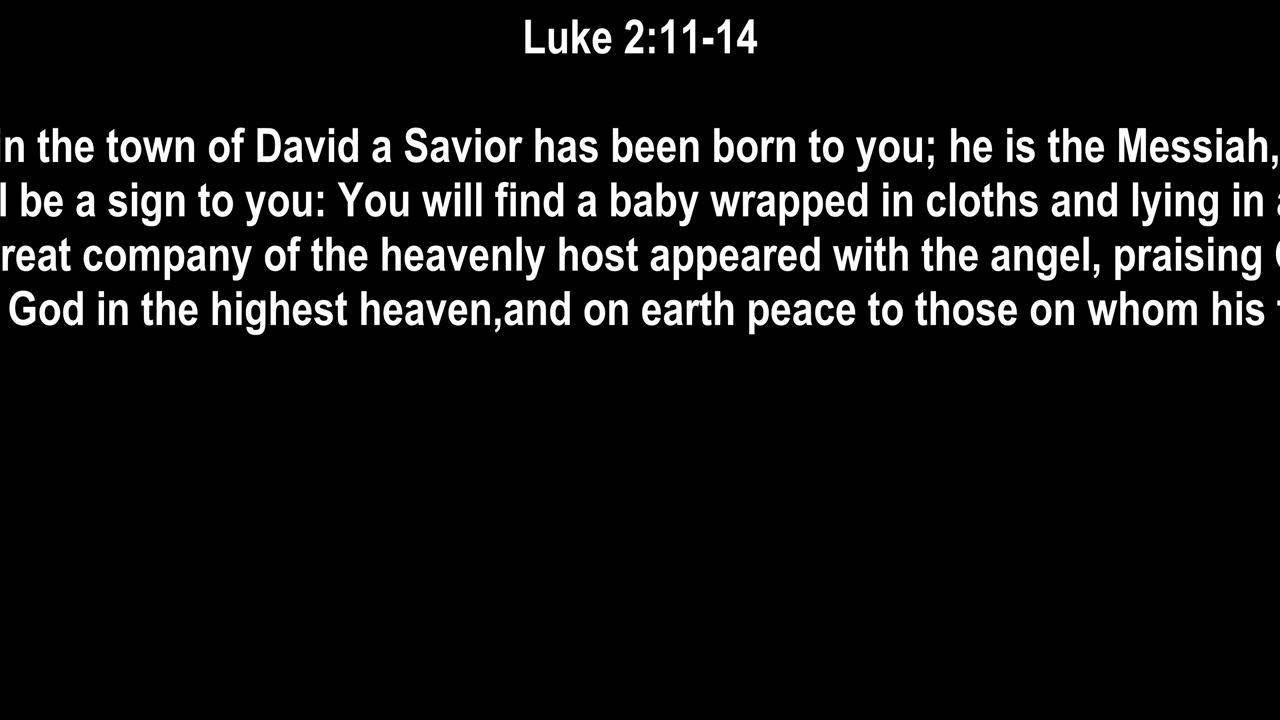 Luke 2:11-14
in the town of David a Savior has been born to you; he is the Messiah,
be a sign to you: You will find a baby wrapped in cloths and lying in
company of the heavenly host appeared with the angel, praising
God in the highest heaven,and on earth peace to those on whom his